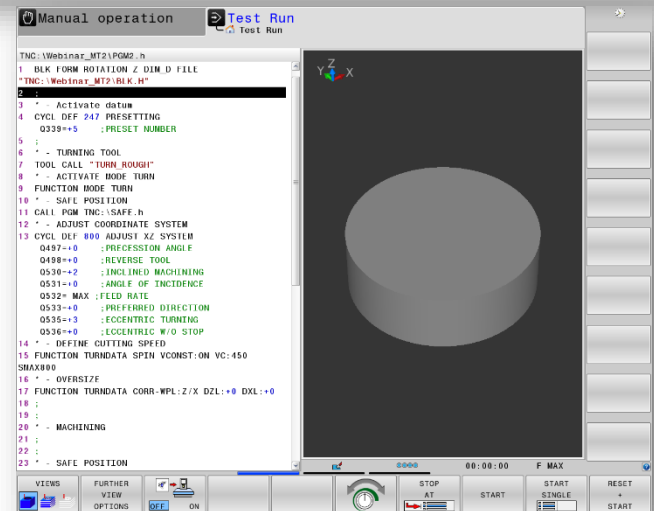 Manual operation
Test Run
Test Run
TNC:\Webinar_MT2\PGM2.h
1 BLK FORM ROTATION Z DIM_D FILE
"TNC:\Webinar_MT2\BLK.H"
2 ;
3 * - Activate datum
4 CYCL DEF 247 PRESETTING
Q339=+5 ;PRESET NUMBER
5 ;
6 * - TURNING TOOL
7 TOOL CALL "TURN_ROUGH"
8 * - ACTIVATE MODE TURN
9 FUNCTION MODE TURN
10 * - SAFE POSITION
11 CALL PGM TNC:\SAFE.h
12 * - ADJUST COORDINATE SYSTEM
13 CYCL DEF 800 ADJUST XZ SYSTEM
Q497=+0 ;PRECESSION ANGLE
Q498=+0 ;REVERSE TOOL
Q530=+2 ;INCLINED MACHINING
Q531=+0 ;ANGLE OF INCIDENCE
Q532= MAX ;FEED RATE
Q533=+0 ;PREFERRED DIRECTION
Q535=+3 ;ECCENTRIC TURNING
Q536=+0 ;ECCENTRIC W/O STOP
14 * - DEFINE CUTTING SPEED
15 FUNCTION TURNDATA SPIN VCONST:ON VC:450
SMAX800
16 * - OVERSIZE
17 FUNCTION TURNDATA CORR-WPL:Z/X DZL:+0 DXL:+0
18 ;
19 ;
20 * - MACHINING
21 ;
22 ;
23 * - SAFE POSITION
Z
Y X
00:00:00 F MAX
VIEWS
FURTHER
VIEW
OPTIONS
OFF ON
STOP
AT
START
START
SINGLE
RESET
+
START